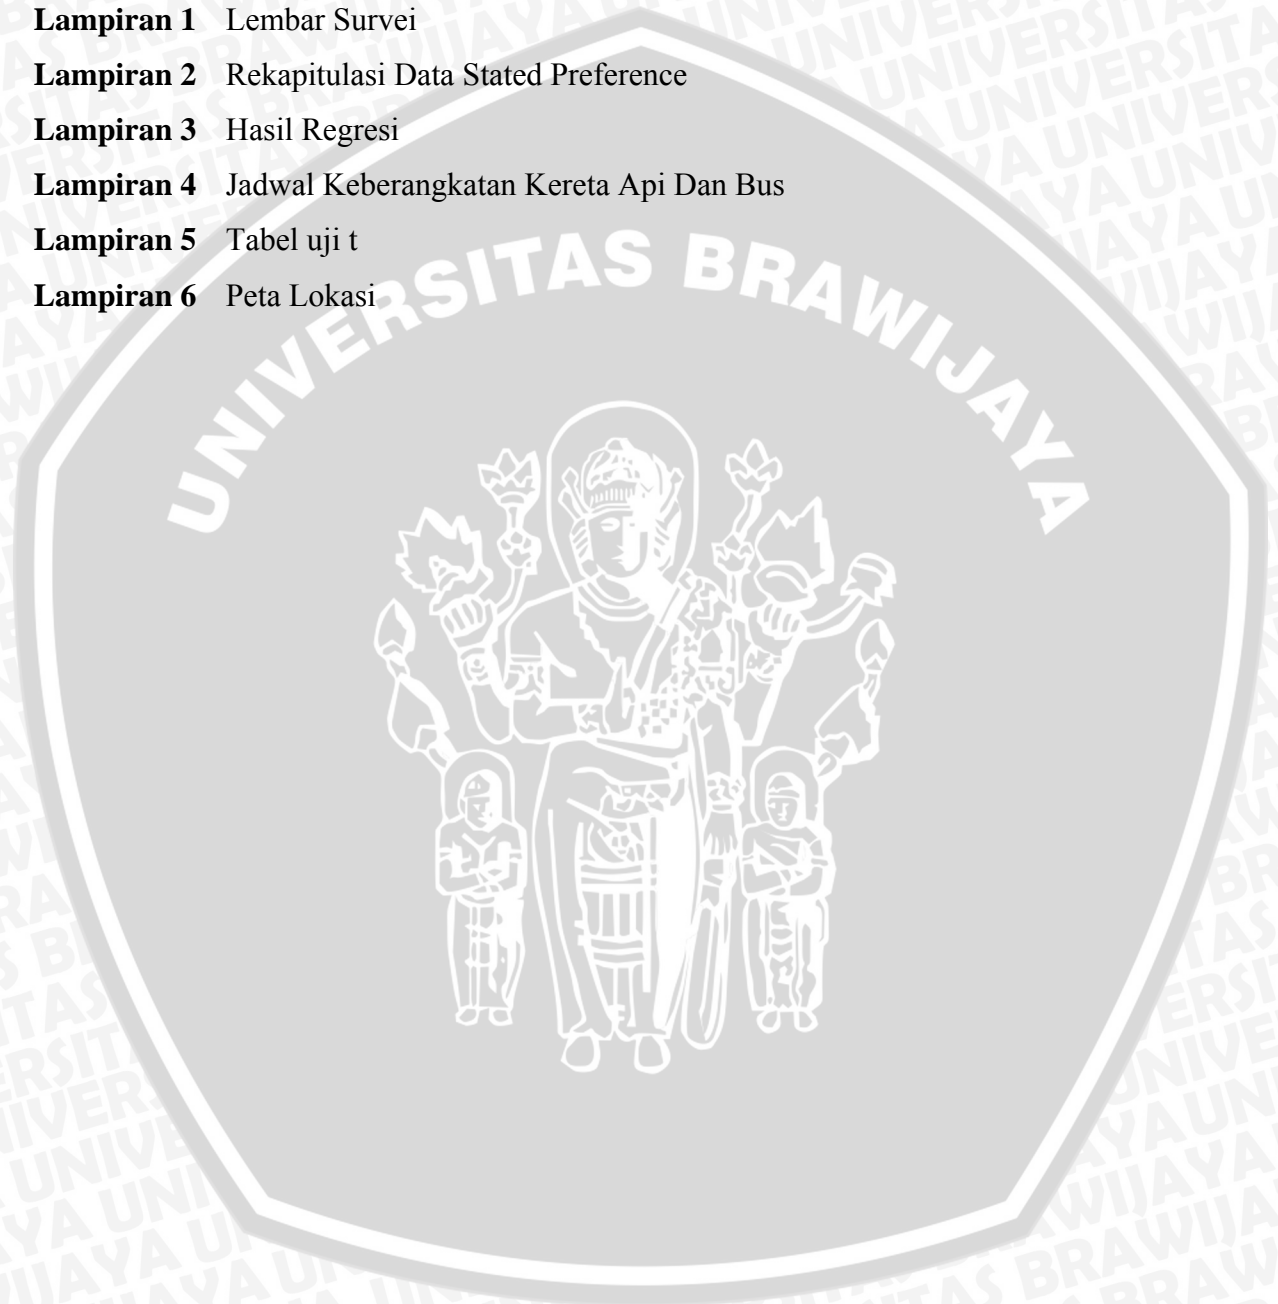 Lampiran 1 Lembar Survei
Lampiran 2 Rekapitulasi Data Stated Preference
Lampiran 3 Hasil Regresi
Lampiran 4 Jadwal Keberangkatan Kereta Api Dan Bus
Lampiran 5 Tabel uji t
Lampiran 6 Peta Lokasi
UNIVERSITAS BRAWIJAYA